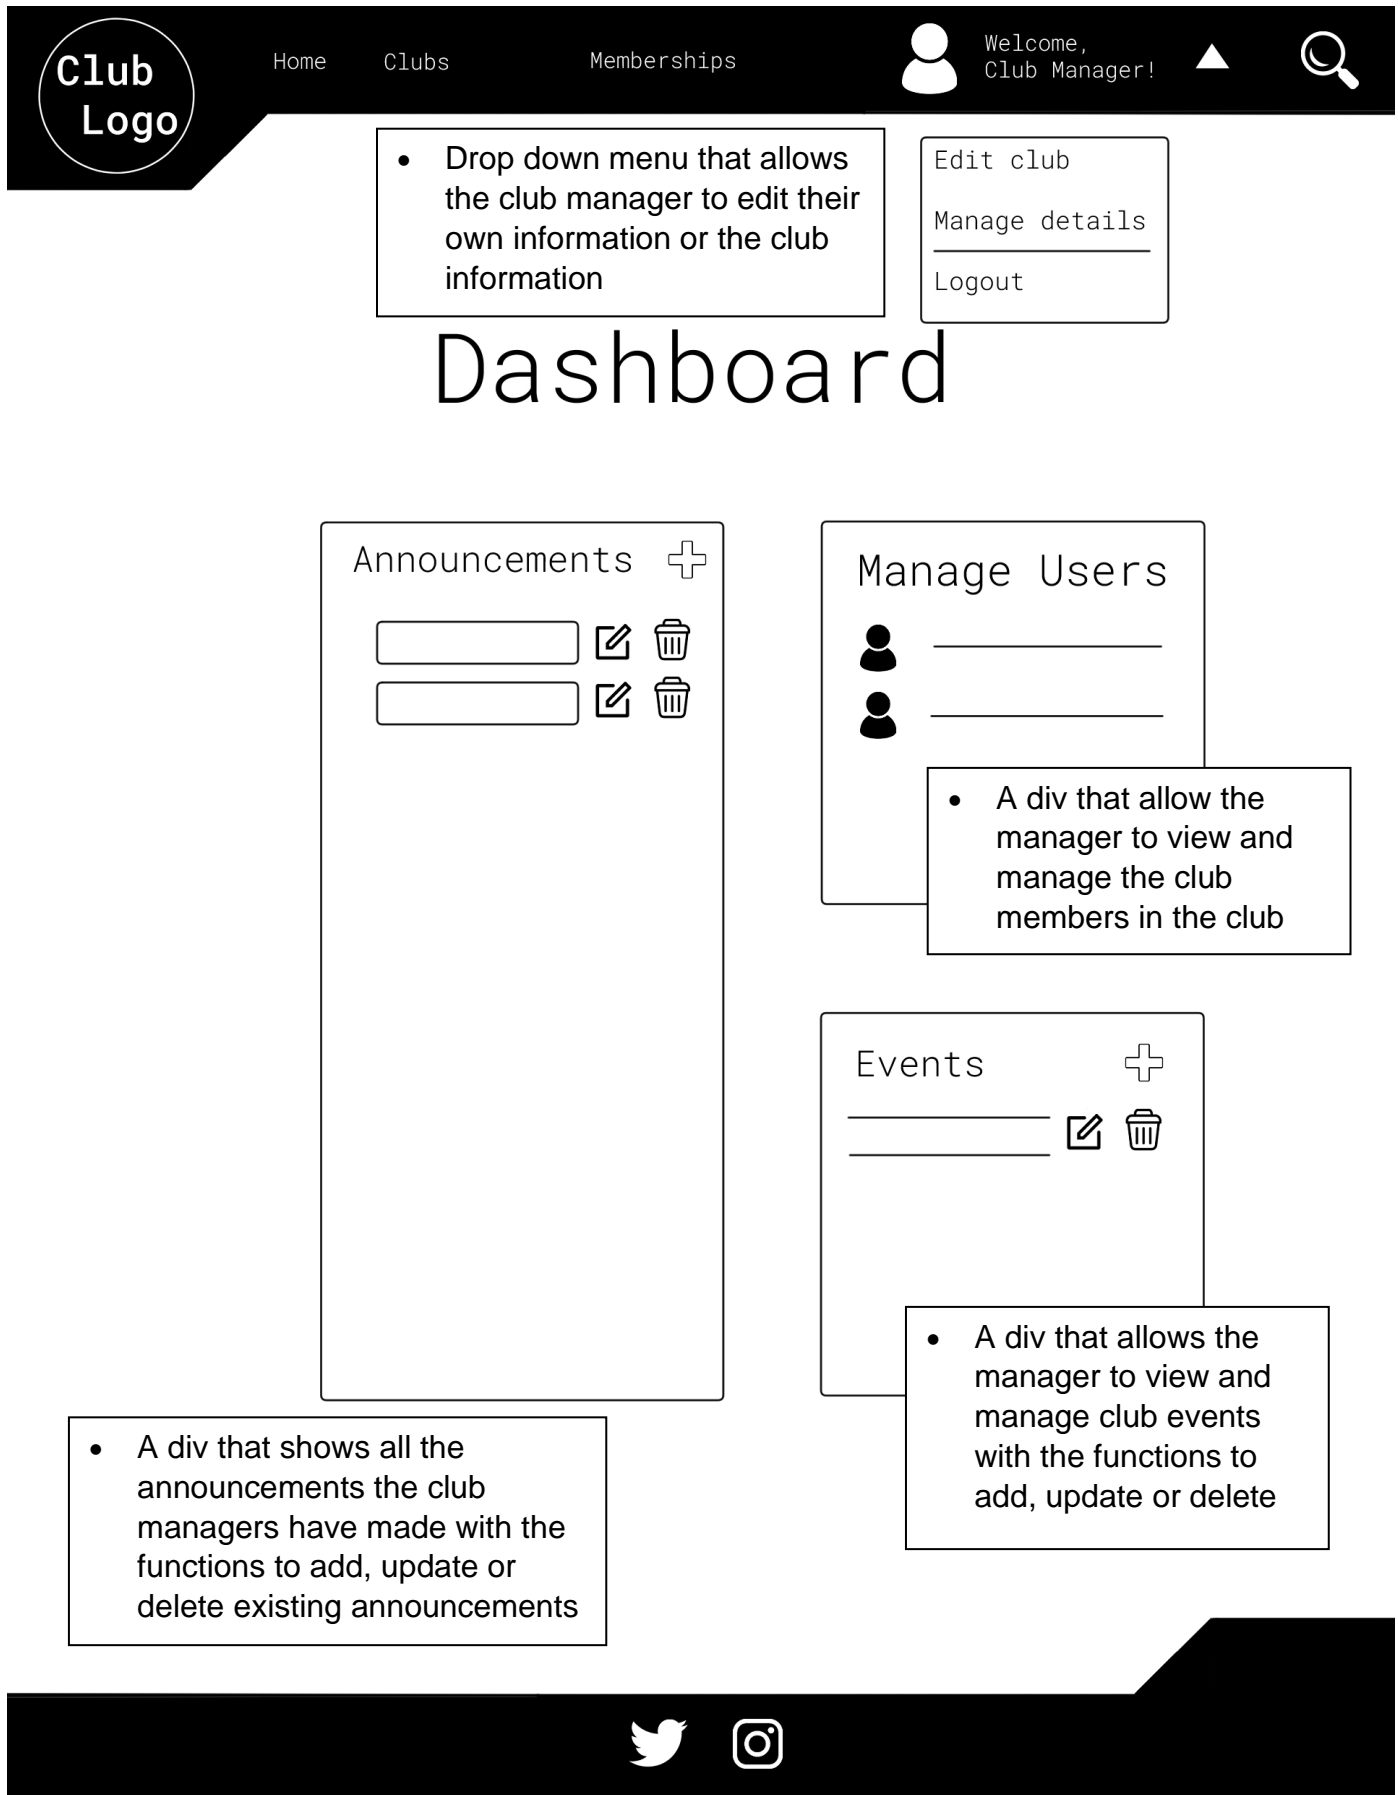 Club
Logo
Home
Clubs
Memberships
Welcome,
Club Manager!
• Drop down menu that allows
the club manager to edit their
own information or the club
information
Edit club
Manage details
Logout
Dashboard
Announcements
Manage Users
• A div that allow the
manager to view and
manage the club
members in the club
Events
• A div that allows the
manager to view and
manage club events
with the functions to
add, update or delete
• A div that shows all the
announcements the club
managers have made with the
functions to add, update or
delete existing announcements